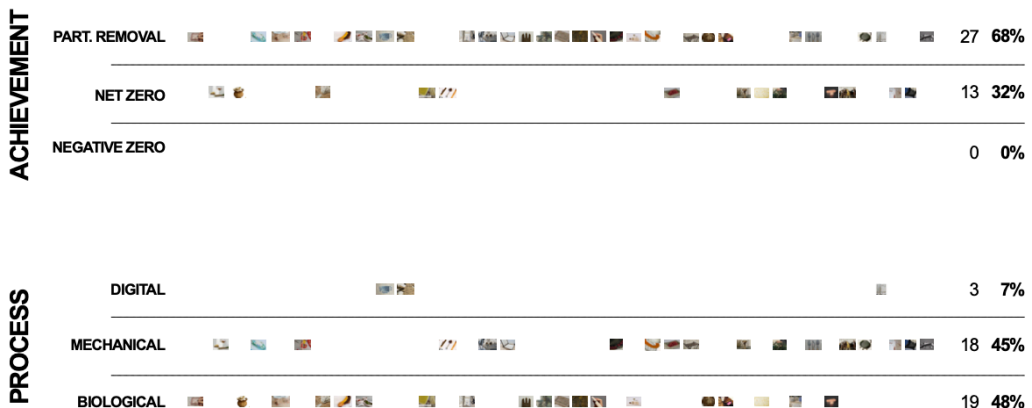 ACHIEVEMENT
PART. REMOVAL 27 68%
NET ZERO 13 32%
NEGATIVE ZERO 0 0%
PROCESS
DIGITAL 3 7%
MECHANICAL 18 45%
BIOLOGICAL 19 48%